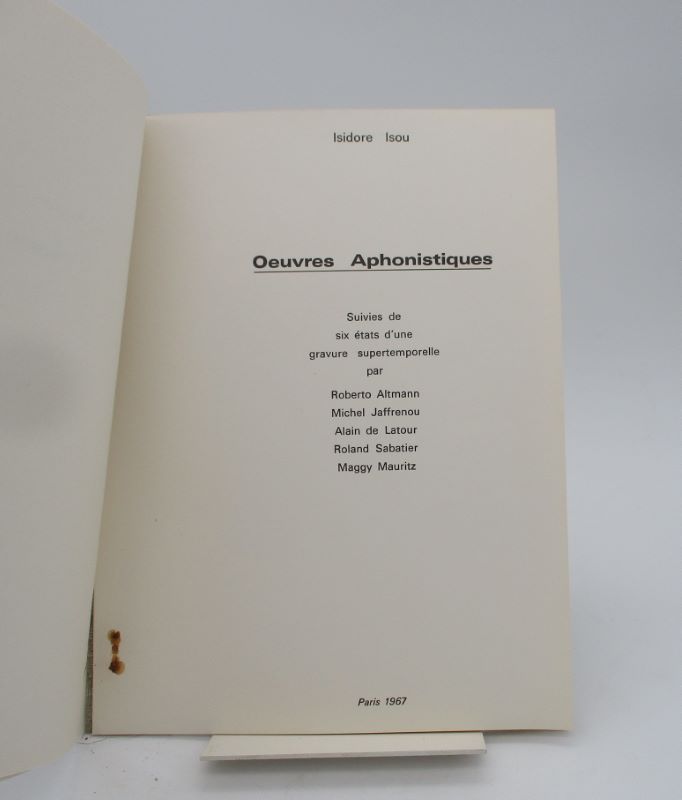 Isidore Isou
Oeuvres Aphonistiques
Suivies de
six états d'une
gravure supertemporelle
par
Roberto Altmann
Michel Jaffrenou
Alain de Latour
Roland Sabatier
Maggy Mauritz
Paris 1967